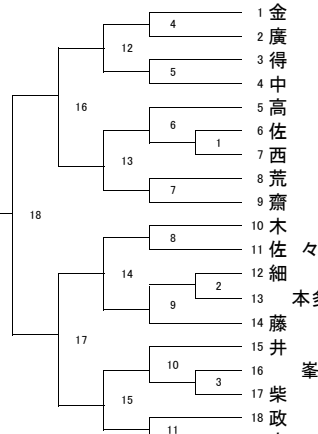 1 金
4
2 廣
12
3 得
5
4 中
16
5 高
6
6 佐
1
7 西
13
8 荒
7
9 齋
18
10 木
8
11 佐 々
14
12 細
2
13 本多
9
14 藤
17
15 井
10
16 峯
3
17 柴
15
18 政
11